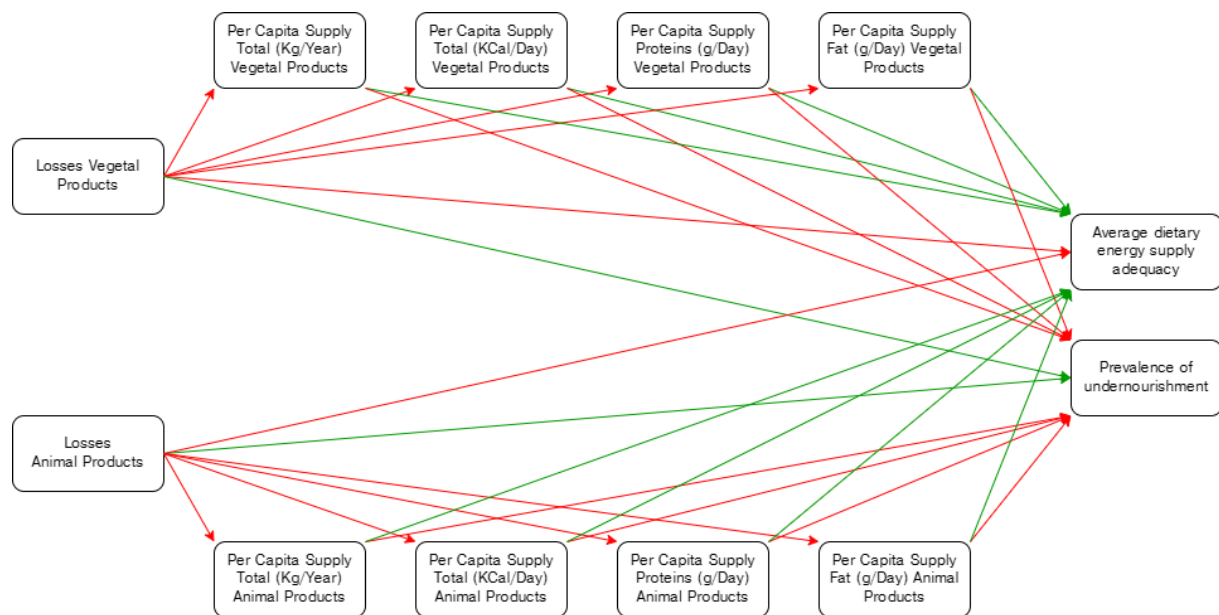 Per Capita Supply
Total (Kg/Year)
Vegetal Products
Per Capita Supply
Total (KCal/Day)
Vegetal Products
Per Capita Supply
Proteins (g/Day)
Vegetal Products
Per Capita Supply
Fat (g/Day) Vegetal
Products
Losses Vegetal
Products
Average dietary
energy supply
adequacy
Prevalence of
undernourishment
Losses
Animal Products
Per Capita Supply
Total (Kg/Year)
Animal Products
Per Capita Supply
Total (KCal/Day)
Animal Products
Per Capita Supply
Proteins (g/Day)
Animal Products
Per Capita Supply
Fat (g/Day) Animal
Products